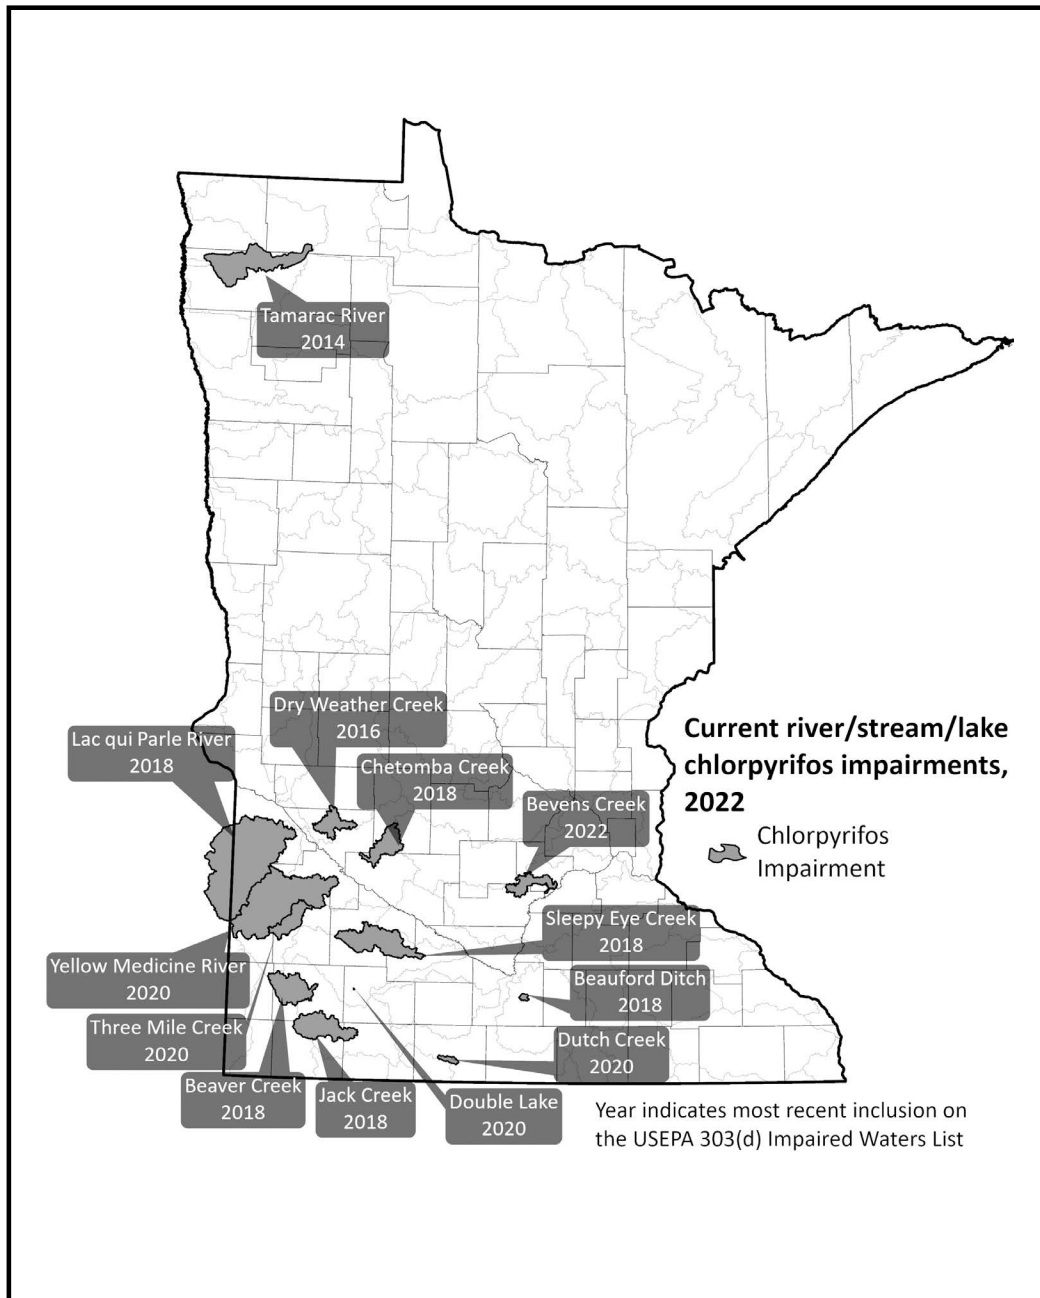 Tamarac River
2014
Dry Weather Creek
2016
Lac qui Parle River
2018
Chetomba Creek
2018
Bevens Creek
2022
Current river/stream/lake
chlorpyrifos impairments,
2022
Chlorpyrifos
Impairment
Sleepy Eye Creek
2018
Yellow Medicine River
2020
Beauford Ditch
2018
Three Mile Creek
2020
Dutch Creek
2020
Beaver Creek
2018
Jack Creek
2018
Double Lake
2020
Year indicates most recent inclusion on
the USEPA 303(d) Impaired Waters List